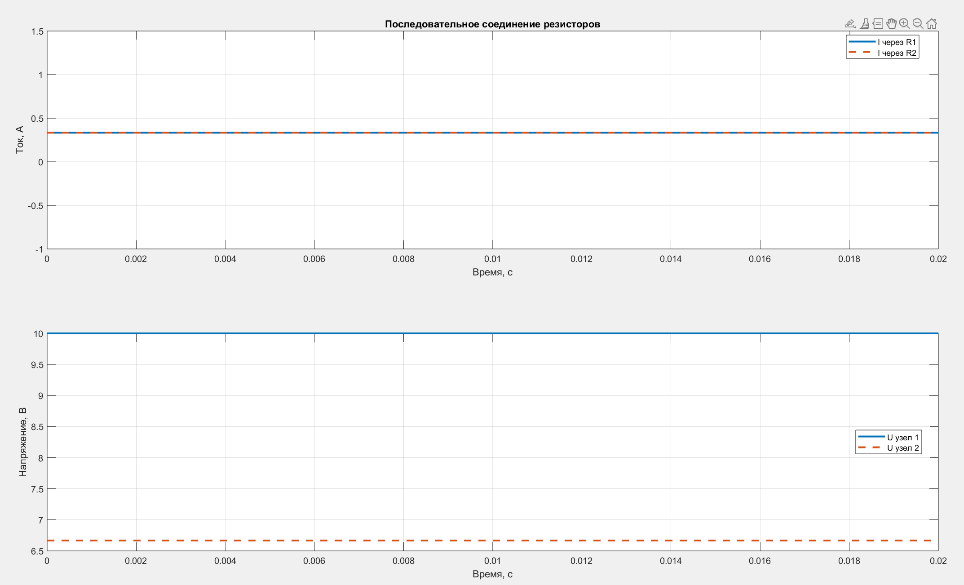 Последовательное соединение резисторов
1.5
1
0.5
0
-0.5
-1
Ток, А
I через R1
I через R2
0 0.002 0.004 0.006 0.008 0.01 0.012 0.014 0.016 0.018 0.02
Время, с
10
9.5
9
8.5
8
7.5
7
6.5
Напряжение, В
U узел 1
U узел 2
0 0.002 0.004 0.006 0.008 0.01 0.012 0.014 0.016 0.018 0.02
Время, с